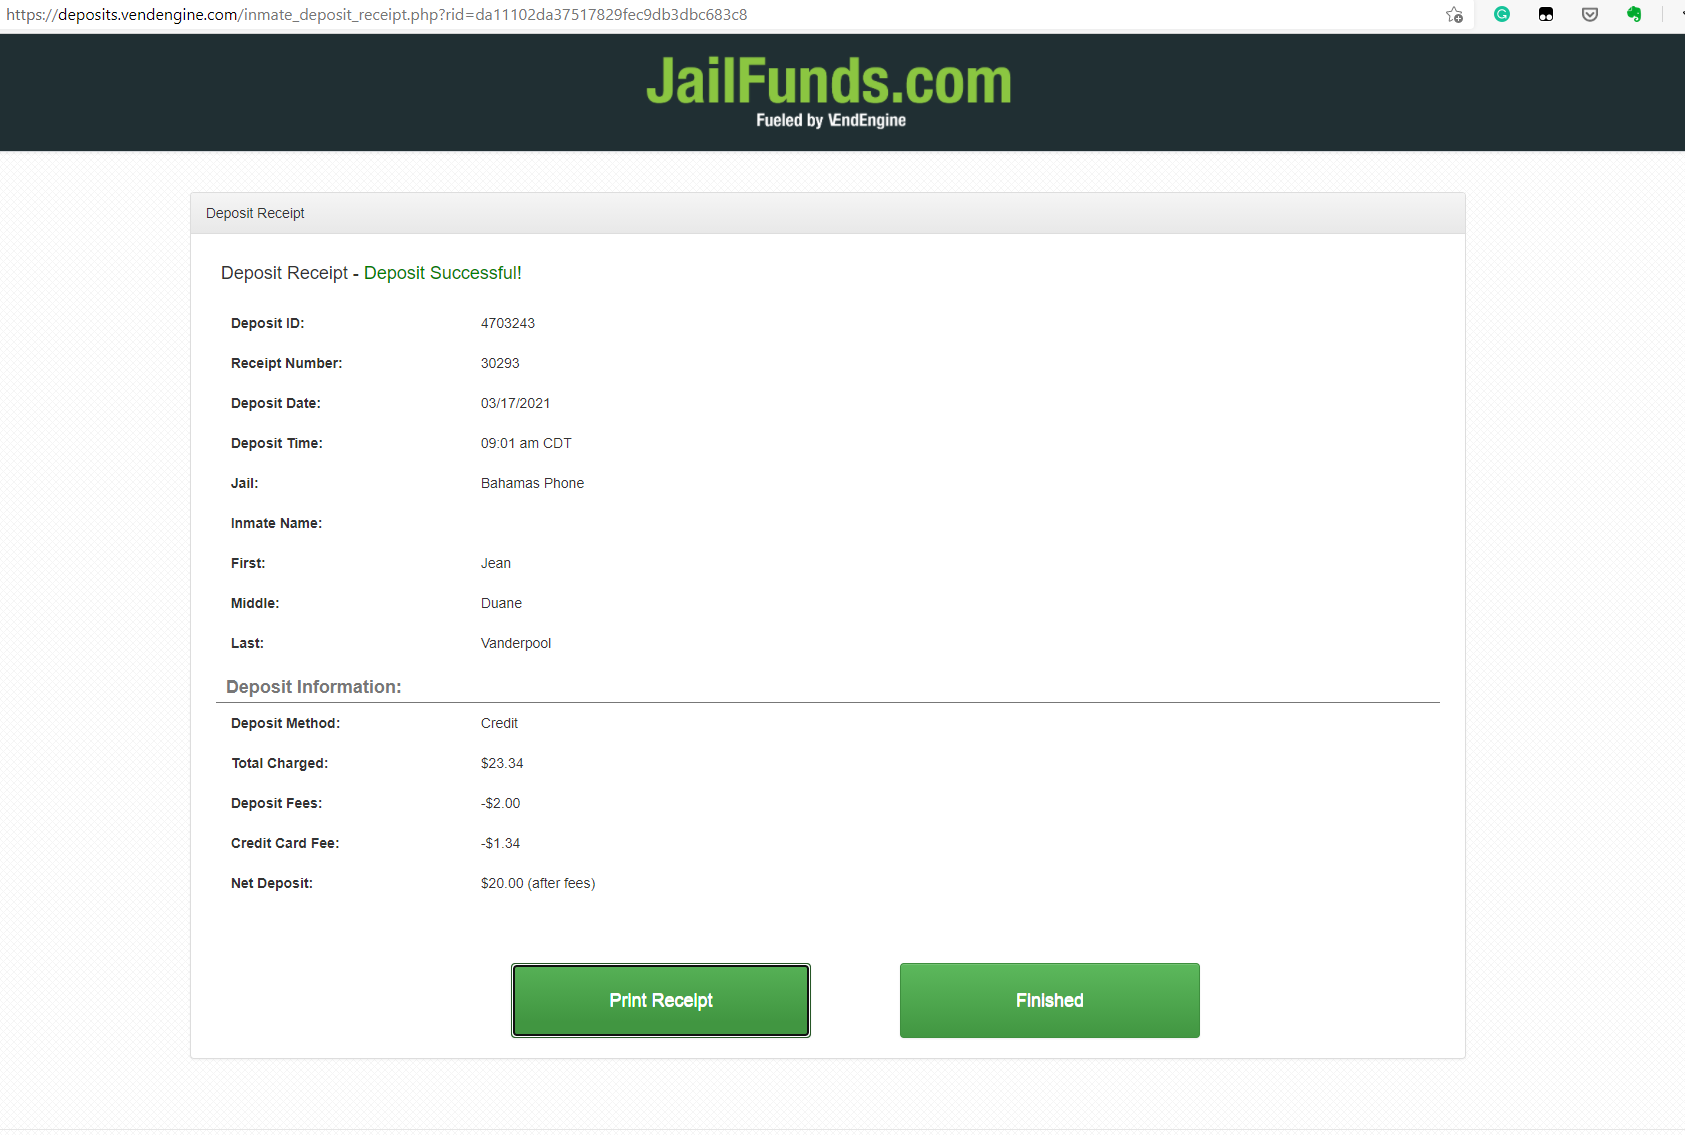 https://deposits.vendengine.com/inmate_deposit_receipt.php?rid=da11102da37517829fec9db3dbc683c8
JailFunds.com
Fueled by VEndEngine
Deposit Receipt
Deposit Receipt - Deposit Successful!
Deposit ID: 4703243
Receipt Number: 30293
Deposit Date: 03/17/2021
Deposit Time: 09:01 am CDT
Jail: Bahamas Phone
Inmate Name:
First: Jean
Middle: Duane
Last: Vanderpool
Deposit Information:
Deposit Method: Credit
Total Charged: $23.34
Deposit Fees: -$2.00
Credit Card Fee: -$1.34
Net Deposit: $20.00 (after fees)
Print Receipt Finished